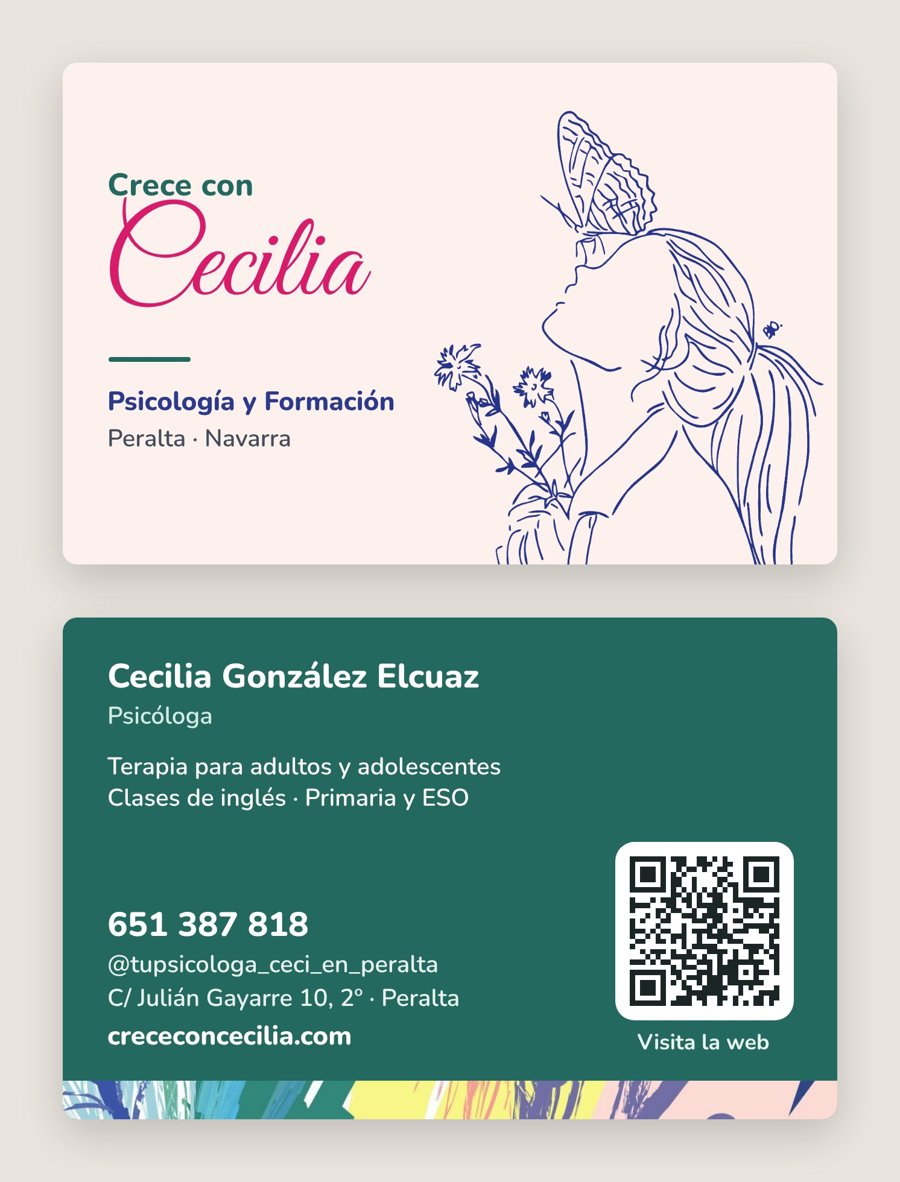 Crece con
Cecilia
Psicología y Formación
Peralta · Navarra
Cecilia González Elcuaz
Psicóloga
Terapia para adultos y adolescentes
Clases de inglés · Primaria y ESO
651 387 818
@tupsicologa_ceci_en_peralta
C/ Julián Gayarre 10, 2º · Peralta
crececoncecilia.com
Visita la web